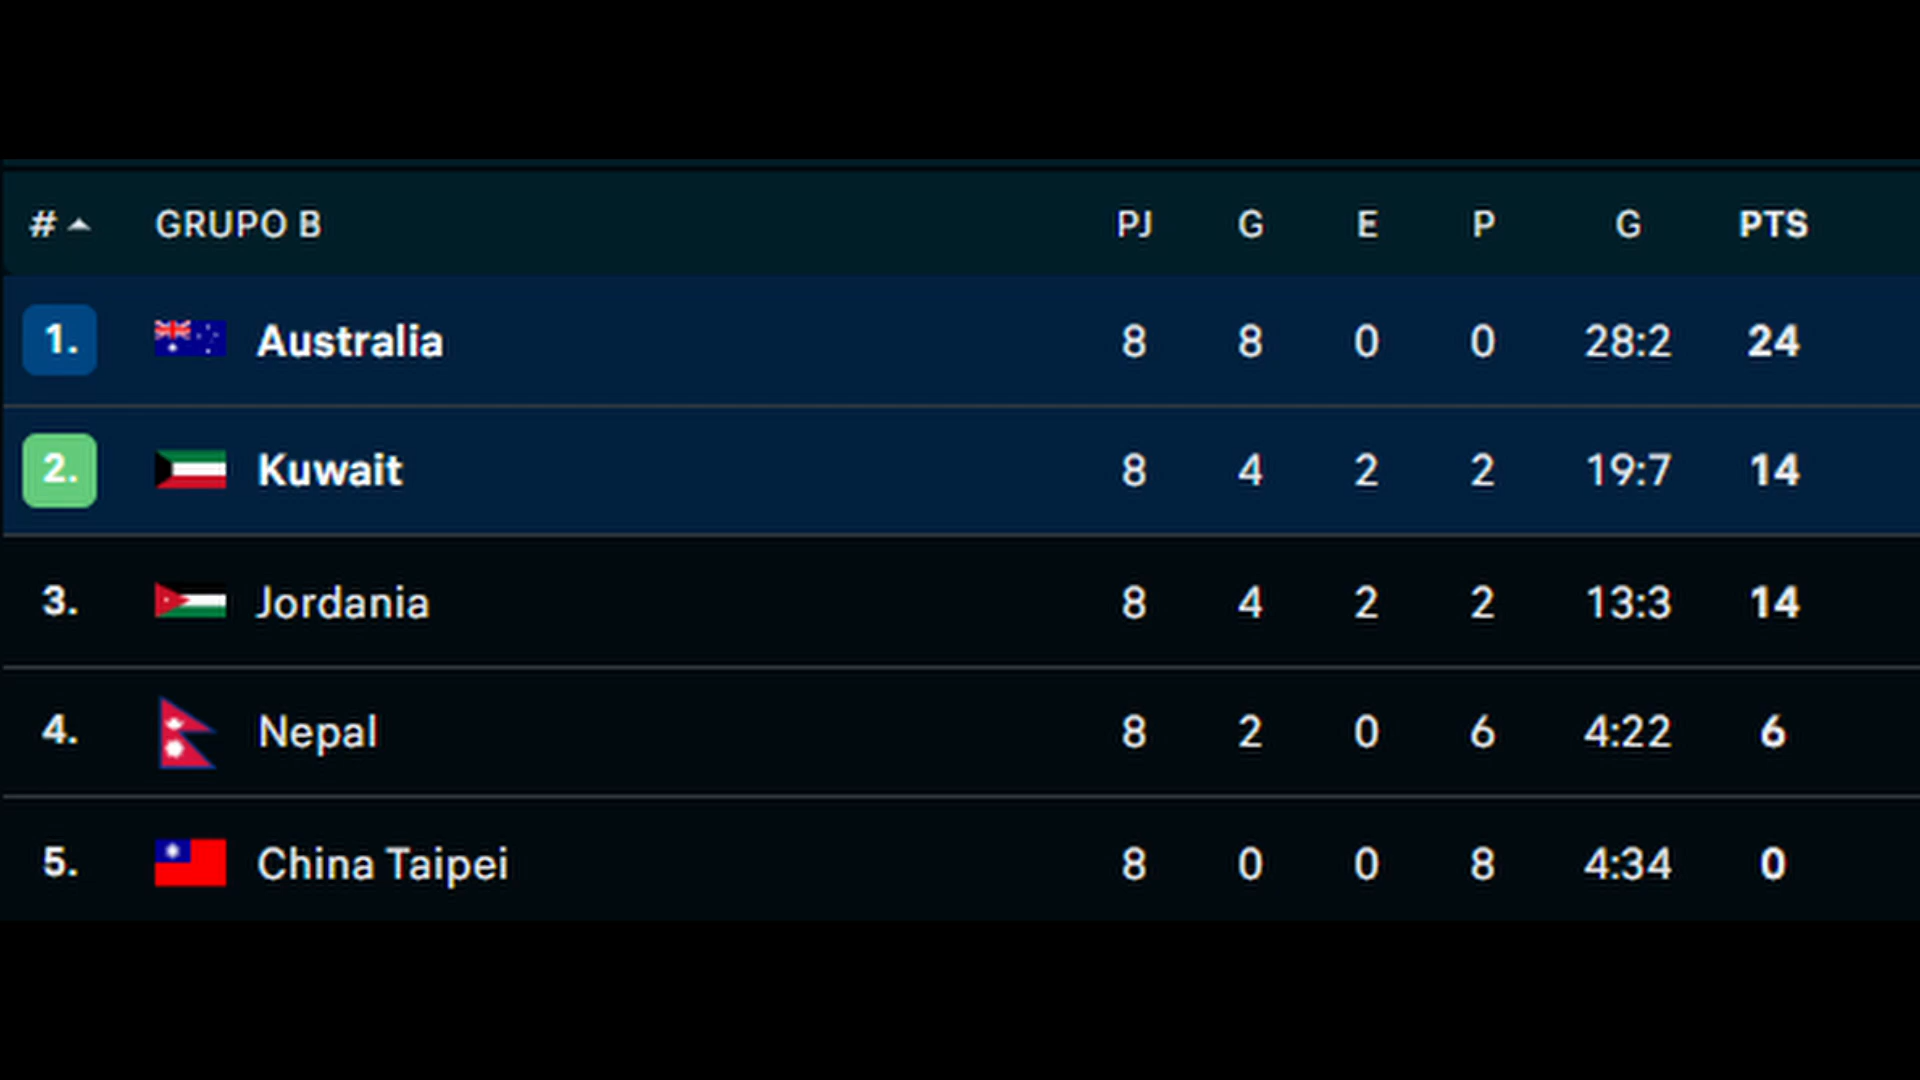 # GRUPO B PJ G E P G PTS
1. Australia 8 8 0 0 28:2 24
2. Kuwait 8 4 2 2 19:7 14
3. Jordania 8 4 2 2 13:3 14
4. Nepal 8 2 0 6 4:22 6
5. China Taipei 8 0 0 8 4:34 0